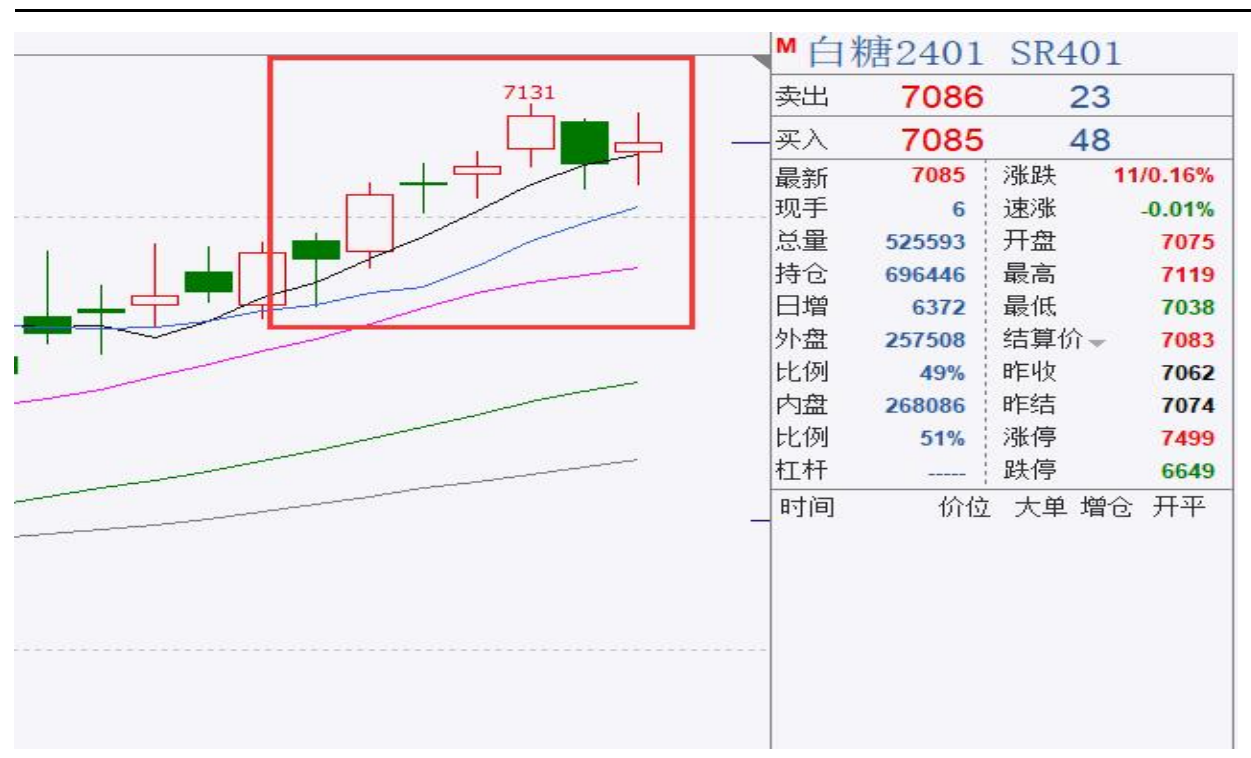 7131
M 白糖2401 SR401
卖出 7086 23
买入 7085 48
最新 7085 涨跌 11/0.16%
现手 6 速涨 -0.01%
总量 525593 开盘 7075
持仓 696446 最高 7119
日增 6372 最低 7038
外盘 257508 结算价 7083
比例 49% 昨收 7062
内盘 268086 昨结 7074
比例 51% 涨停 7499
杠杆 ----- 跌停 6649
时间 价位 大单 增仓 开平